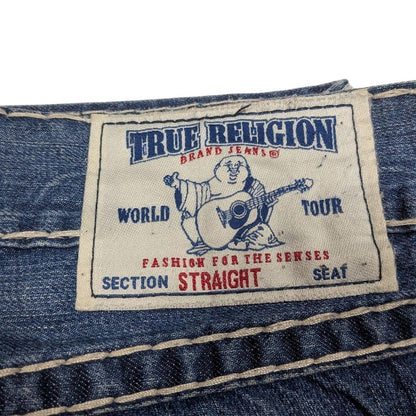 TRUE RELIGION
BRAND JEANS®
WORLD TOUR
FASHION FOR THE SENSES
SECTION STRAIGHT SEAT